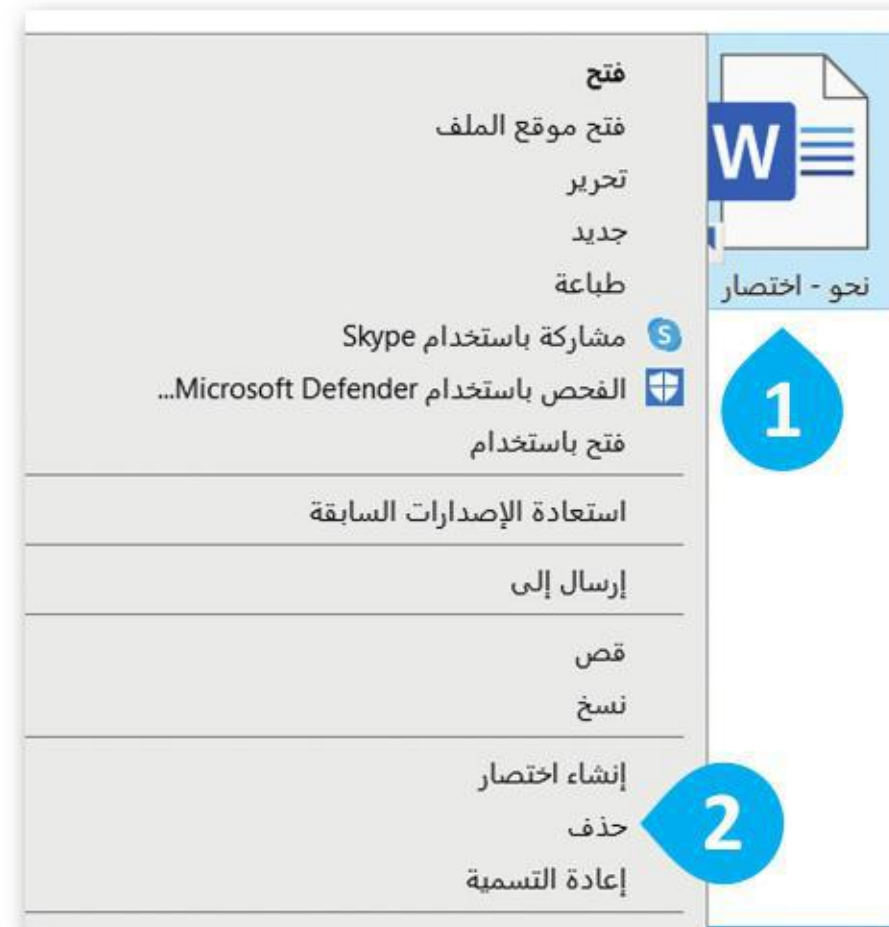 W
نحو - اختصار
1
فتح
فتح موقع الملف
تحرير
جديد
طباعة
مشاركة باستخدام Skype
الفحص باستخدام Microsoft Defender...
فتح باستخدام
استعادة الإصدارات السابقة
إرسال إلى
قص
نسخ
إنشاء اختصار
حذف
2
إعادة التسمية